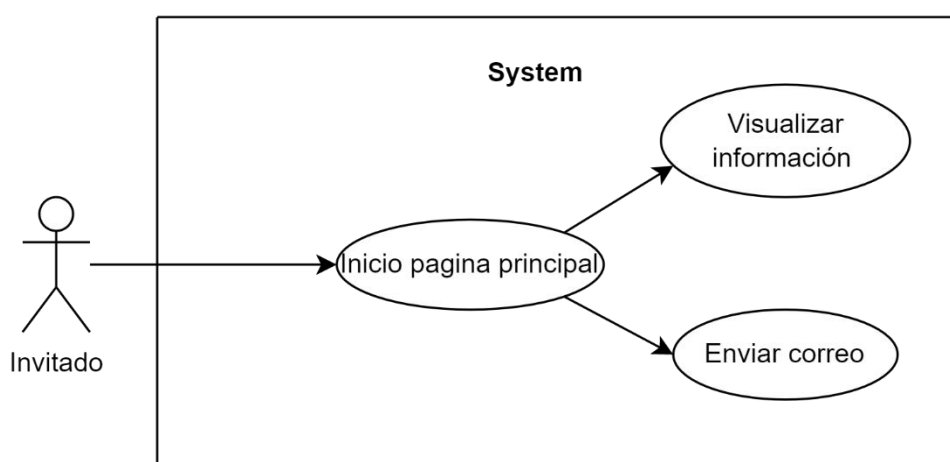 System
Visualizar
información
Inicio pagina principal
Enviar correo
Invitado